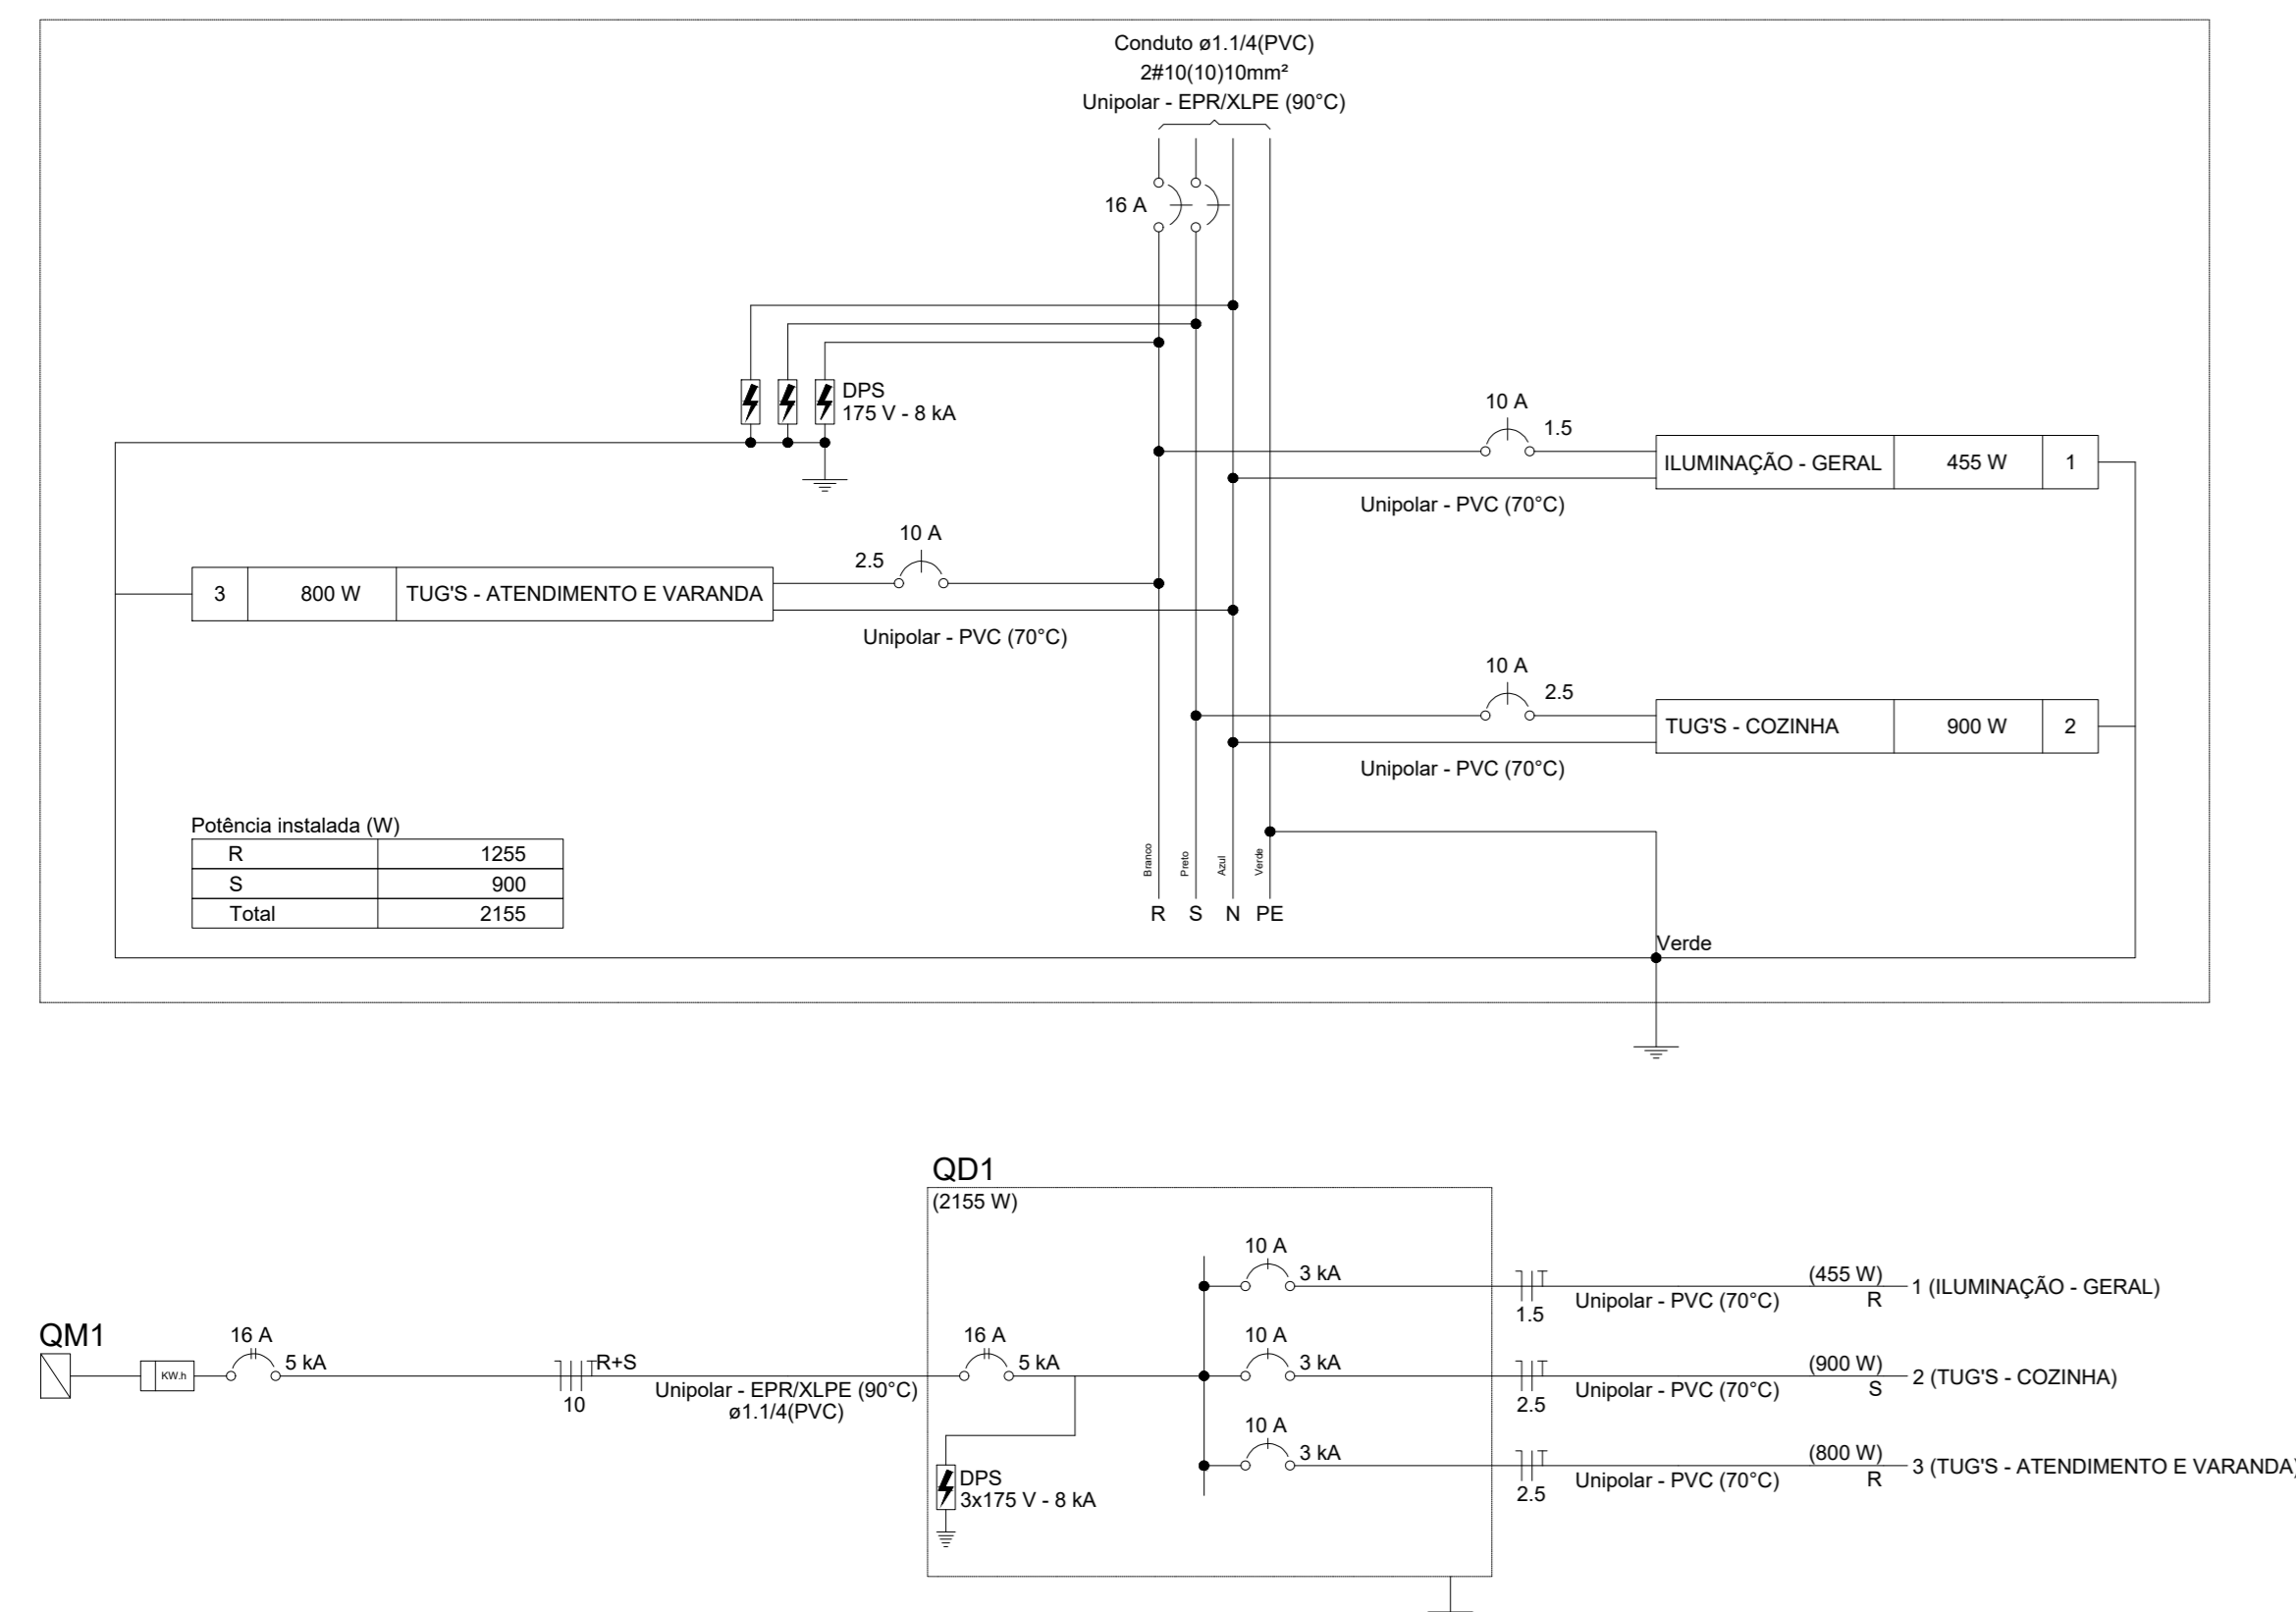 Conduto ø1.1/4(PVC)
2#10(10)10mm²
Unipolar - EPR/XLPE (90°C)
16 A
DPS
175 V - 8 kA
10 A
1.5
ILUMINAÇÃO - GERAL 455 W 1
Unipolar - PVC (70°C)
10 A
2.5
3 800 W TUG'S - ATENDIMENTO E VARANDA
Unipolar - PVC (70°C)
10 A
2.5
TUG'S - COZINHA 900 W 2
Unipolar - PVC (70°C)
Potência instalada (W)
R 1255
S 900
Total 2155
Branco Preto Azul Verde
R S N PE
Verde
QD1
(2155 W)
10 A
3 kA
1.5
Unipolar - PVC (70°C)
(455 W)
R
1 (ILUMINAÇÃO - GERAL)
QM1
KW.h
16 A
5 kA
R+S
10
Unipolar - EPR/XLPE (90°C)
ø1.1/4(PVC)
16 A
5 kA
10 A
3 kA
2.5
Unipolar - PVC (70°C)
(900 W)
S
2 (TUG'S - COZINHA)
DPS
3x175 V - 8 kA
10 A
3 kA
2.5
Unipolar - PVC (70°C)
(800 W)
R
3 (TUG'S - ATENDIMENTO E VARANDA)